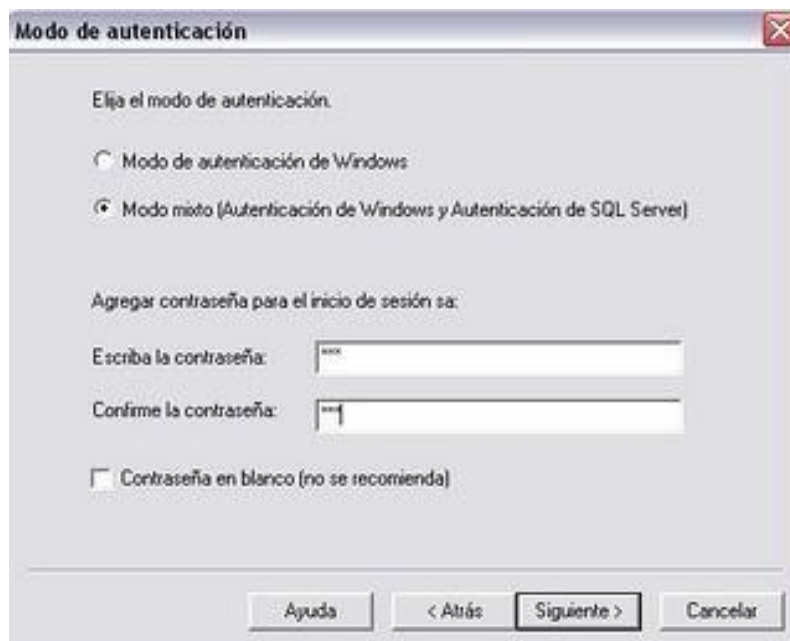 Modo de autenticación
Elija el modo de autenticación.
Modo de autenticación de Windows
Modo mixto (Autenticación de Windows y Autenticación de SQL Server)
Agregar contraseña para el inicio de sesión sa:
Escriba la contraseña: ***
Confirme la contraseña: ***
Contraseña en blanco (no se recomienda)
Ayuda < Atrás Siguiente > Cancelar